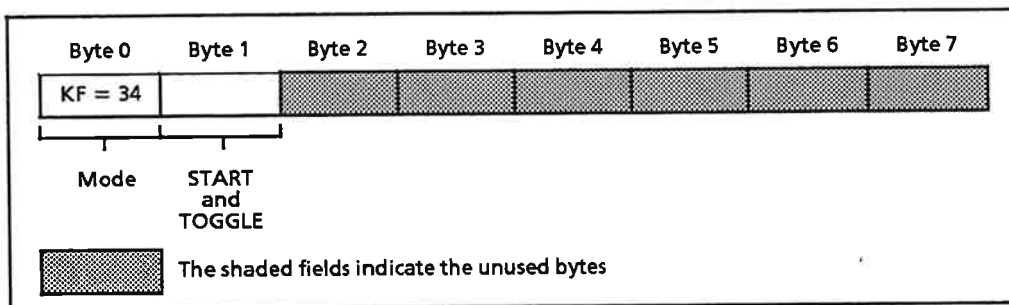 Byte 0 Byte 1 Byte 2 Byte 3 Byte 4 Byte 5 Byte 6 Byte 7
KF = 34
Mode START
and
TOGGLE
The shaded fields indicate the unused bytes